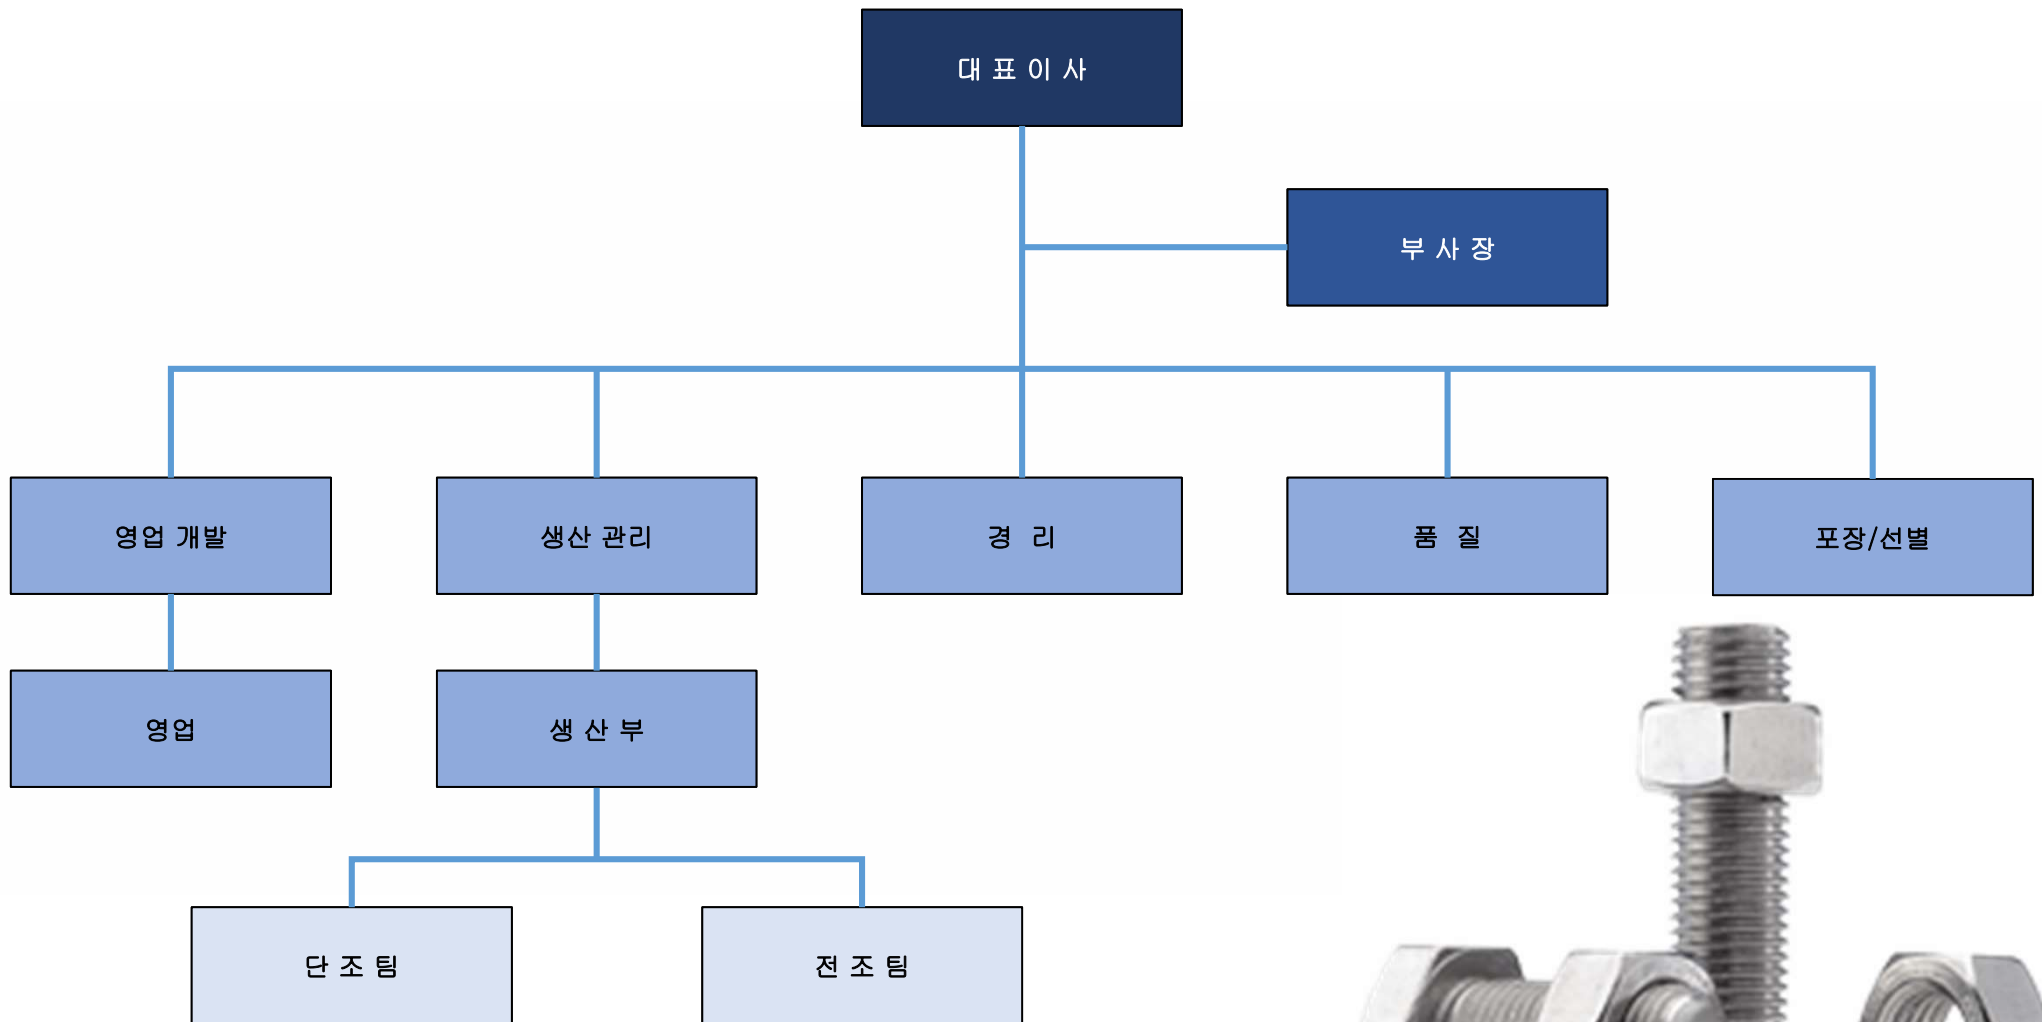 대 표 이 사
부 사 장
영업 개발
생산 관리
경 리
품 질
포장/선별
영업
생 산 부
단 조 팀
전 조 팀